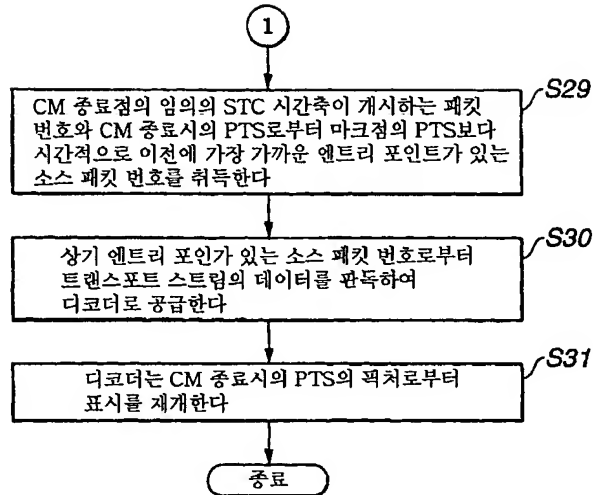 1
S29
CM 종료점의 임의의 STC 시간축이 개시하는 패킷
번호와 CM 종료시의 PTS로부터 마크점의 PTS보다
시간적으로 이전에 가장 가까운 엔트리 포인트가 있는
소스 패킷 번호를 취득한다
S30
상기 엔트리 포인가 있는 소스 패킷 번호로부터
트랜스포트 스트림의 데이터를 판독하여
디코더로 공급한다
S31
디코더는 CM 종료시의 PTS의 픽처로부터
표시를 재개한다
종료